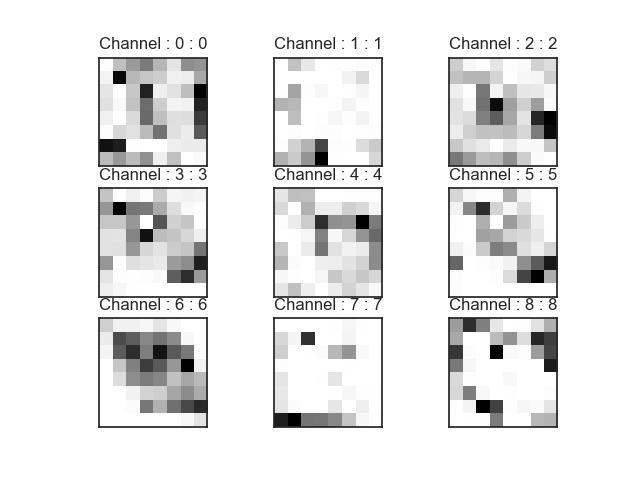 Channel : 0 : 0
Channel : 1 : 1
Channel : 2 : 2
Channel : 3 : 3
Channel : 4 : 4
Channel : 5 : 5
Channel : 6 : 6
Channel : 7 : 7
Channel : 8 : 8